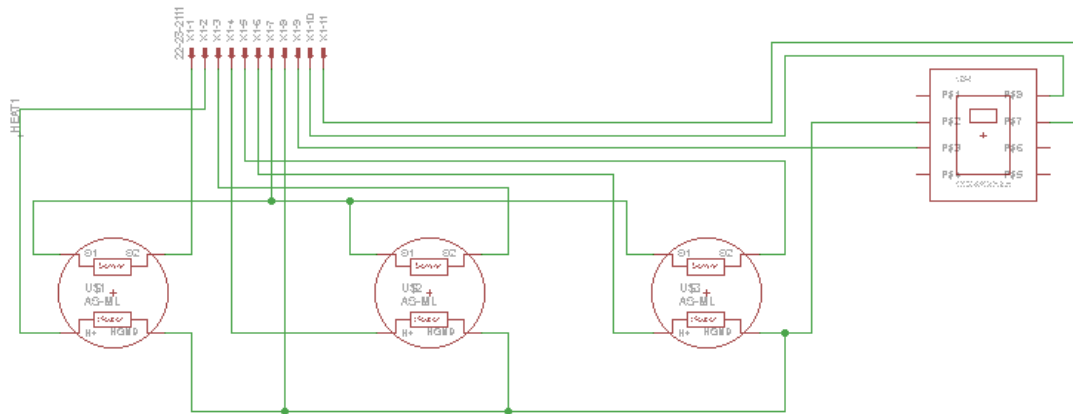 22-23-2111
X1-1
X1-2
X1-3
X1-4
X1-5
X1-6
X1-7
X1-8
X1-9
X1-10
X1-11
HEAT1
P$1 P$9
P$2 P$7
P$3 P$6
P$4 P$5
S1 S2
U$1
AS-ML
H+ HGND
S1 S2
U$2
AS-ML
H+ HGND
S1 S2
U$3
AS-ML
H+ HGND